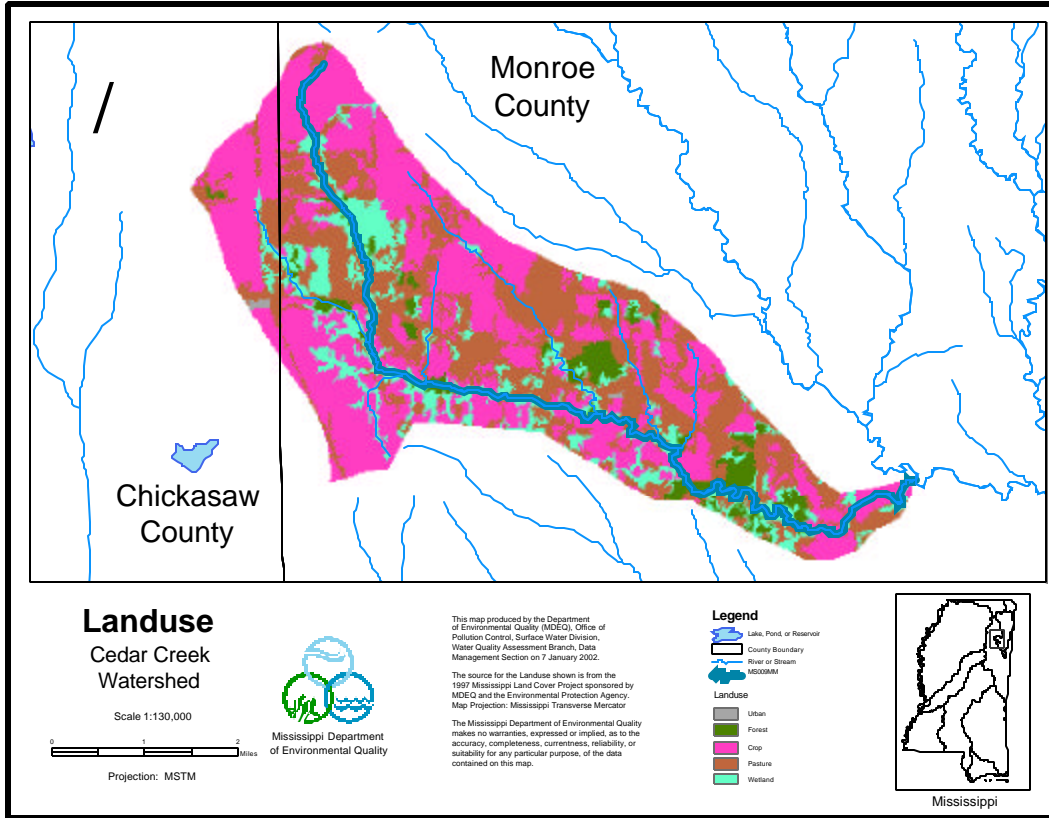 Monroe
County
Chickasaw
County
Landuse
Cedar Creek
Watershed
Scale 1:130,000
0 1 2
Miles
Projection: MSTM
Mississippi Department
of Environmental Quality
This map produced by the Department
of Environmental Quality (MDEQ), Office of
Pollution Control, Surface Water Division,
Water Quality Assessment Branch, Data
Management Section on 7 January 2002.
The source for the Landuse shown is from the
1997 Mississippi Land Cover Project sponsored by
MDEQ and the Environmental Protection Agency.
Map Projection: Mississippi Transverse Mercator
The Mississippi Department of Environmental Quality
makes no warranties, expressed or implied, as to the
accuracy, completeness, currentness, reliability, or
suitability for any particular purpose, of the data
contained on this map.
Legend
Lake, Pond, or Reservoir
County Boundary
River or Stream
MS009MM
Landuse
Urban
Forest
Crop
Pasture
Wetland
Mississippi